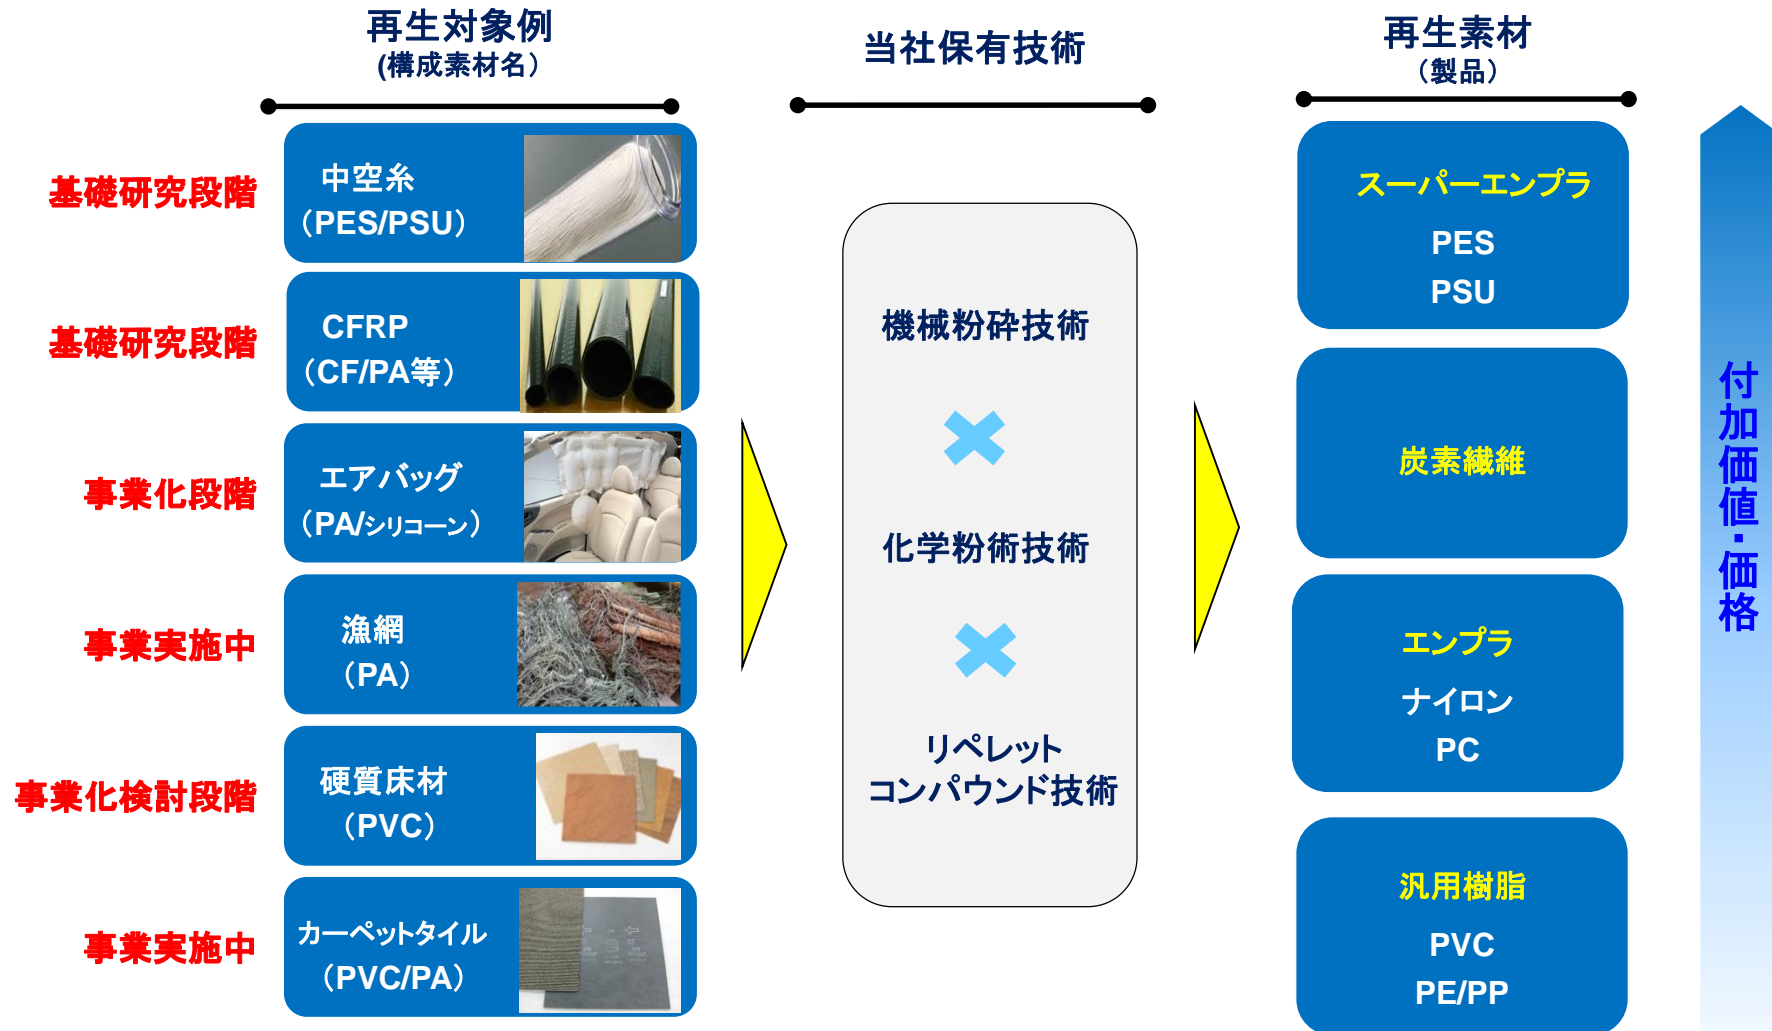 再生対象例
(構成素材名)
当社保有技術
再生素材
(製品)
基礎研究段階
中空糸
(PES/PSU)
基礎研究段階
CFRP
(CF/PA等)
事業化段階
エアバッグ
(PA/シリコーン)
事業実施中
漁網
(PA)
事業化検討段階
硬質床材
(PVC)
事業実施中
カーペットタイル
(PVC/PA)
機械粉砕技術
化学粉術技術
リペレット
コンパウンド技術
スーパーエンプラ
PES
PSU
炭素繊維
エンプラ
ナイロン
PC
汎用樹脂
PVC
PE/PP
付加価値・価格